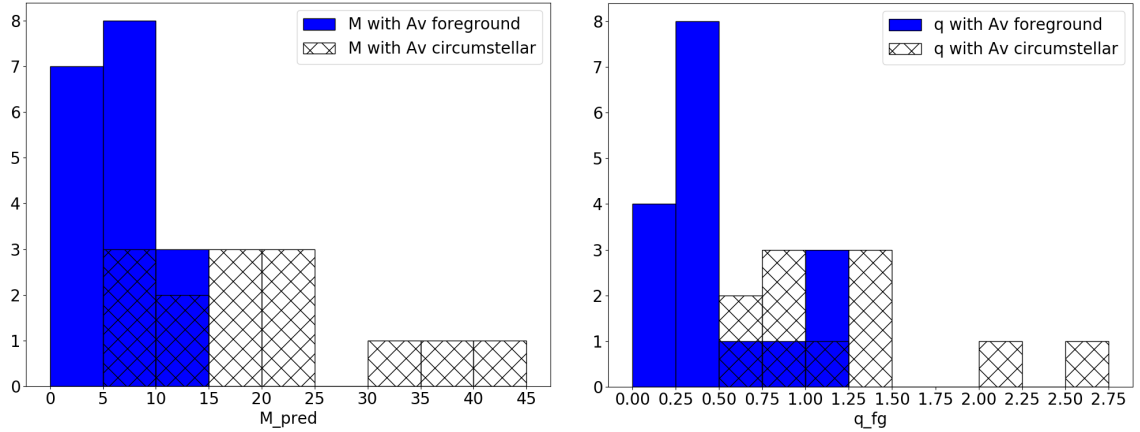 M with Av foreground
M with Av circumstellar
8
7
6
5
4
3
2
1
0
0 5 10 15 20 25 30 35 40 45
M_pred
q with Av foreground
q with Av circumstellar
8
7
6
5
4
3
2
1
0
0.00 0.25 0.50 0.75 1.00 1.25 1.50 1.75 2.00 2.25 2.50 2.75
q_fg